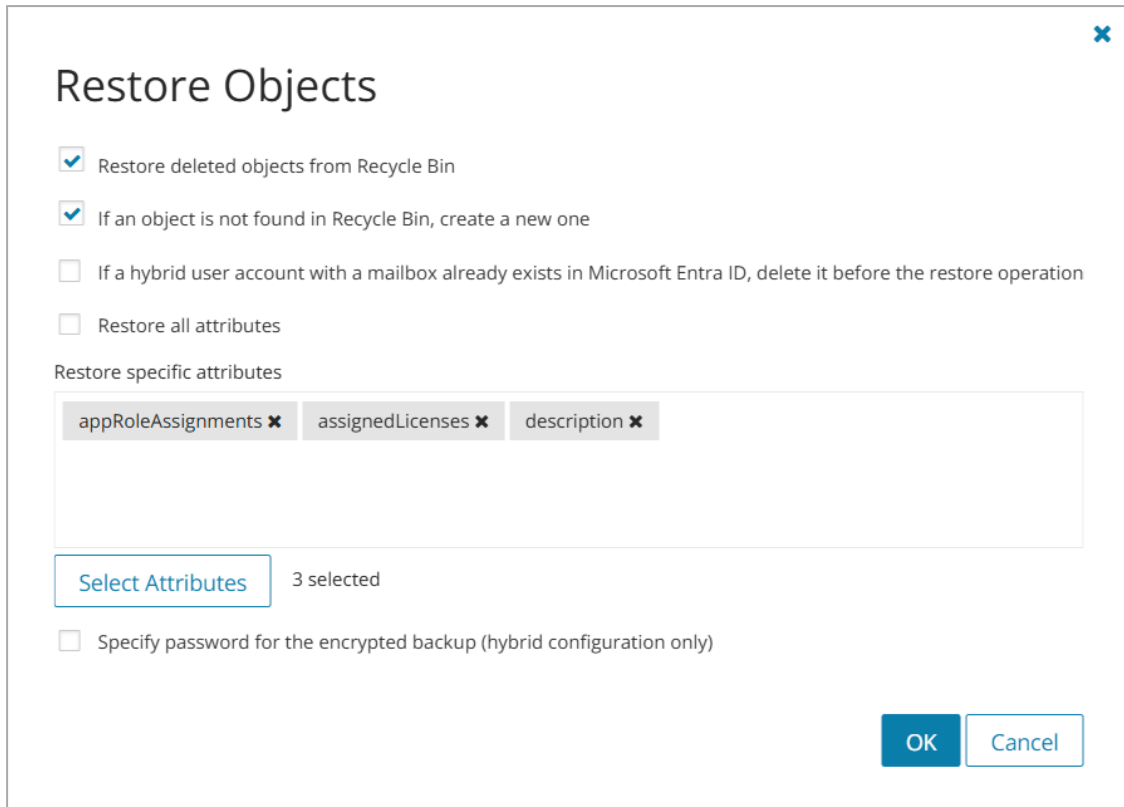 Restore Objects
Restore deleted objects from Recycle Bin
If an object is not found in Recycle Bin, create a new one
If a hybrid user account with a mailbox already exists in Microsoft Entra ID, delete it before the restore operation
Restore all attributes
Restore specific attributes
appRoleAssignments assignedLicenses description
Select Attributes 3 selected
Specify password for the encrypted backup (hybrid configuration only)
OK Cancel